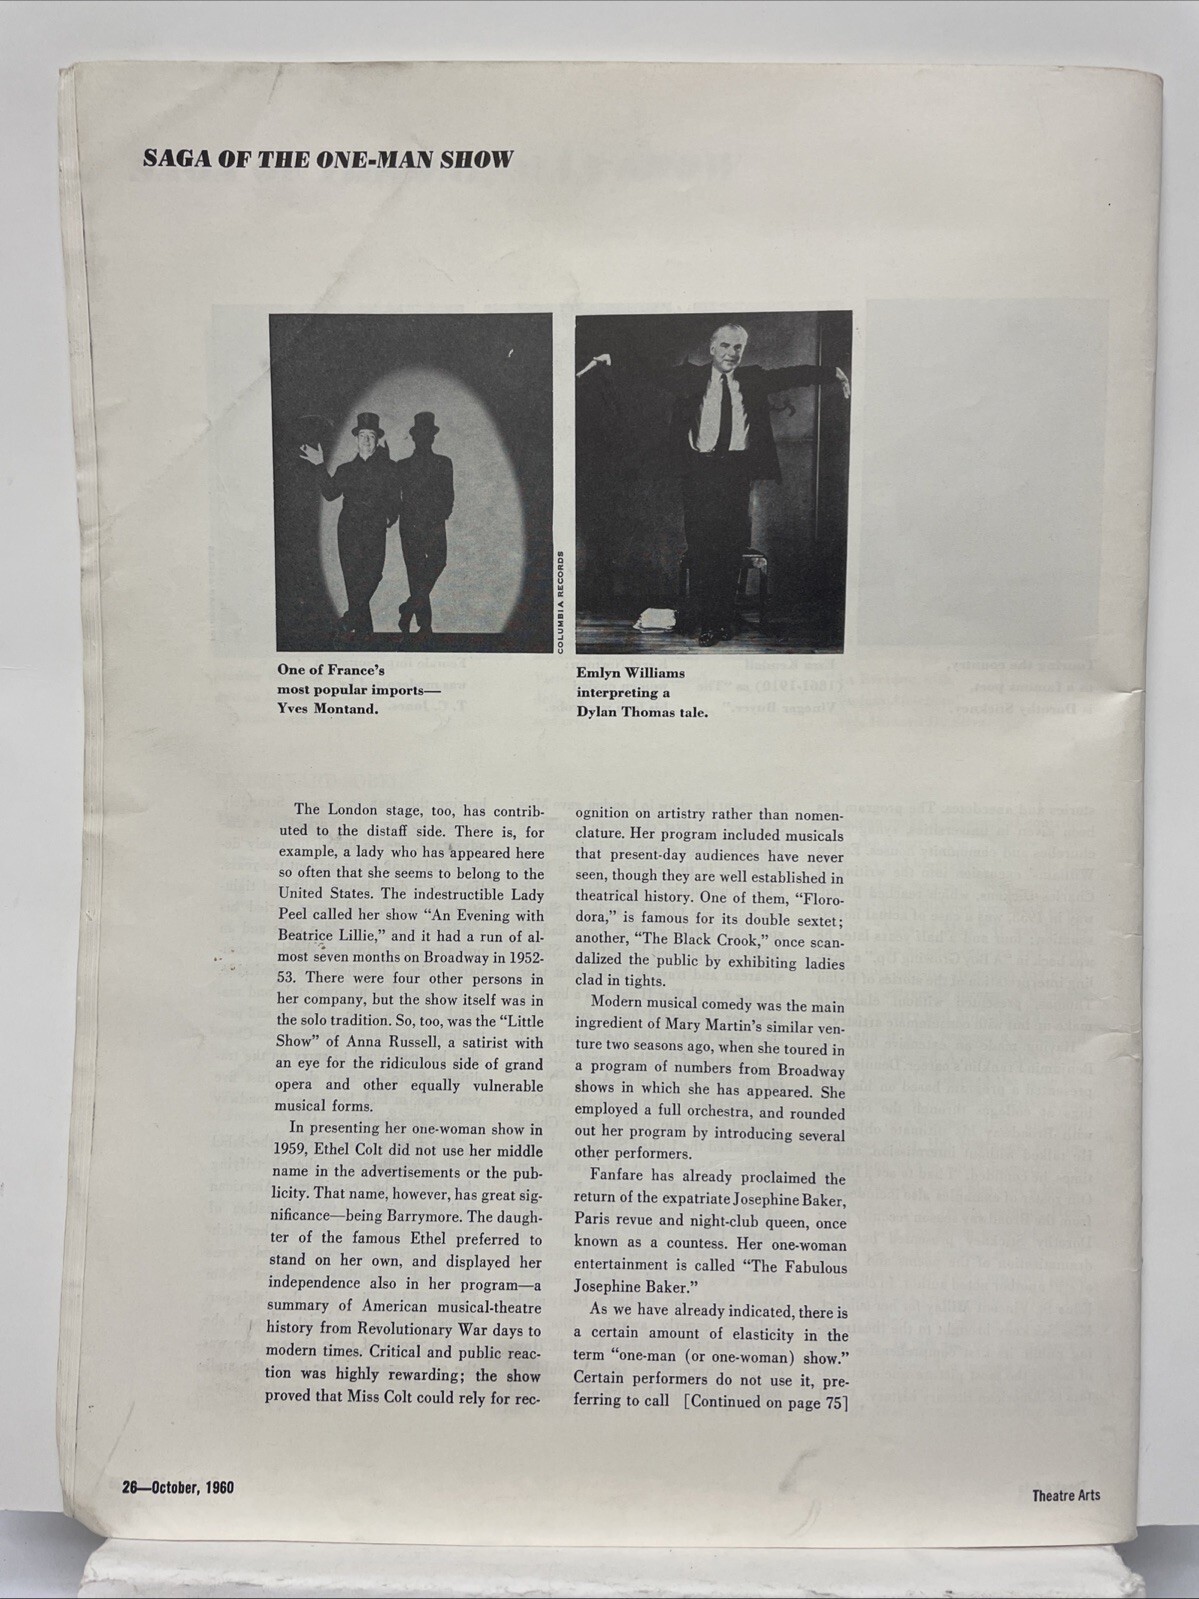 SAGA OF THE ONE-MAN SHOW
COLUMBIA RECORDS
One of France's
most popular imports—
Yves Montand.
Emlyn Williams
interpreting a
Dylan Thomas tale.
The London stage, too, has contrib-
uted to the distaff side. There is, for
example, a lady who has appeared here
so often that she seems to belong to the
United States. The indestructible Lady
Peel called her show “An Evening with
Beatrice Lillie,” and it had a run of al-
most seven months on Broadway in 1952-
53. There were four other persons in
her company, but the show itself was in
the solo tradition. So, too, was the “Little
Show” of Anna Russell, a satirist with
an eye for the ridiculous side of grand
opera and other equally vulnerable
musical forms.
In presenting her one-woman show in
1959, Ethel Colt did not use her middle
name in the advertisements or the pub-
licity. That name, however, has great sig-
nificance—being Barrymore. The daugh-
ter of the famous Ethel preferred to
stand on her own, and displayed her
independence also in her program—a
summary of American musical-theatre
history from Revolutionary War days to
modern times. Critical and public reac-
tion was highly rewarding; the show
proved that Miss Colt could rely for rec-
ognition on artistry rather than nomen-
clature. Her program included musicals
that present-day audiences have never
seen, though they are well established in
theatrical history. One of them, “Floro-
dora,” is famous for its double sextet;
another, “The Black Crook,” once scan-
dalized the public by exhibiting ladies
clad in tights.
Modern musical comedy was the main
ingredient of Mary Martin's similar ven-
ture two seasons ago, when she toured in
a program of numbers from Broadway
shows in which she has appeared. She
employed a full orchestra, and rounded
out her program by introducing several
other performers.
Fanfare has already proclaimed the
return of the expatriate Josephine Baker,
Paris revue and night-club queen, once
known as a countess. Her one-woman
entertainment is called “The Fabulous
Josephine Baker.”
As we have already indicated, there is
a certain amount of elasticity in the
term “one-man (or one-woman) show.”
Certain performers do not use it, pre-
ferring to call [Continued on page 75]
26—October, 1960
Theatre Arts